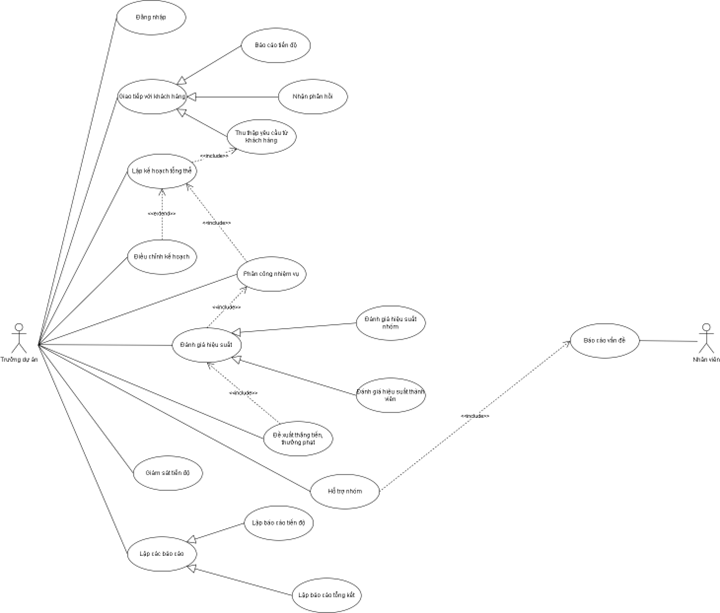 Đăng nhập
Báo cáo tiến độ
Giao tiếp với khách hàng
Nhận phản hồi
Thu thập yêu cầu từ
khách hàng
<<include>>
Lập kế hoạch tổng thể
<<extend>>
<<include>>
Điều chỉnh kế hoạch
Phân công nhiệm vụ
<<include>>
Đánh giá hiệu suất
nhóm
Đánh giá hiệu suất
Báo cáo vấn đề
Trưởng dự án
Nhân viên
<<include>>
Đánh giá hiệu suất thành
viên
<<include>>
Đề xuất thăng tiến,
thưởng phạt
Giám sát tiến độ
Hỗ trợ nhóm
Lập báo cáo tiến độ
Lập các báo cáo
Lập báo cáo tổng kết